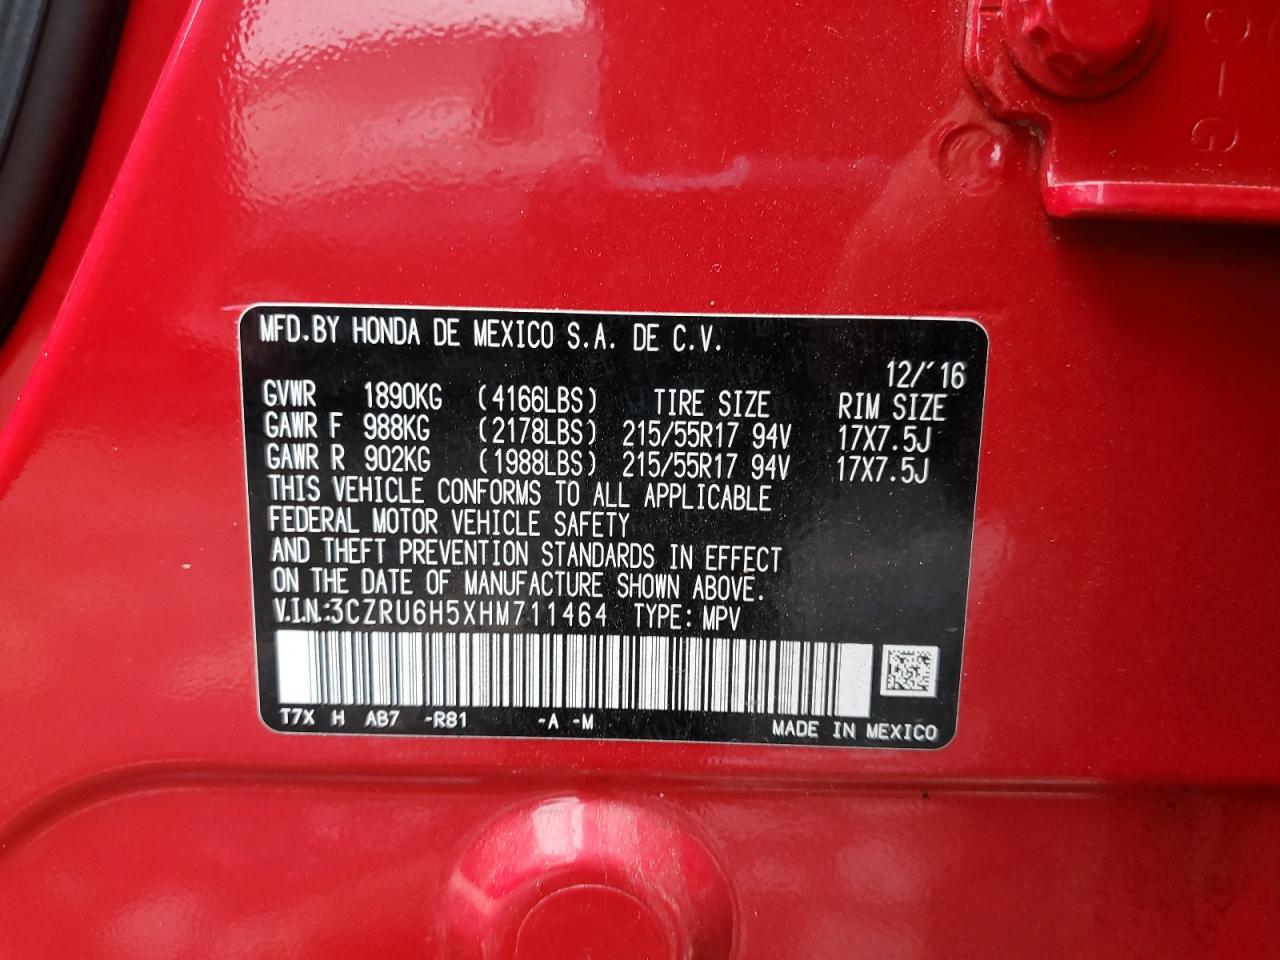 C-G
MFD.BY HONDA DE MEXICO S.A. DE C.V.
12/'16
GVWR 1890KG (4166LBS) TIRE SIZE RIM SIZE
GAWR F 988KG (2178LBS) 215/55R17 94V 17X7.5J
GAWR R 902KG (1988LBS) 215/55R17 94V 17X7.5J
THIS VEHICLE CONFORMS TO ALL APPLICABLE
FEDERAL MOTOR VEHICLE SAFETY
AND THEFT PREVENTION STANDARDS IN EFFECT
ON THE DATE OF MANUFACTURE SHOWN ABOVE.
V.I.N.:3CZRU6H5XHM711464 TYPE: MPV
T7X H AB7 -R81 -A -M MADE IN MEXICO